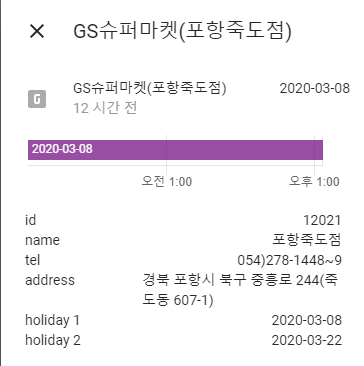 GS슈퍼마켓(포항죽도점)
GS슈퍼마켓(포항죽도점) 2020-03-08
G 12 시간 전
2020-03-08
오전 1:00 오후 1:00
id 12021
name 포항죽도점
tel 054)278-1448~9
address 경북 포항시 북구 중흥로 244(죽
도동 607-1)
holiday 1 2020-03-08
holiday 2 2020-03-22